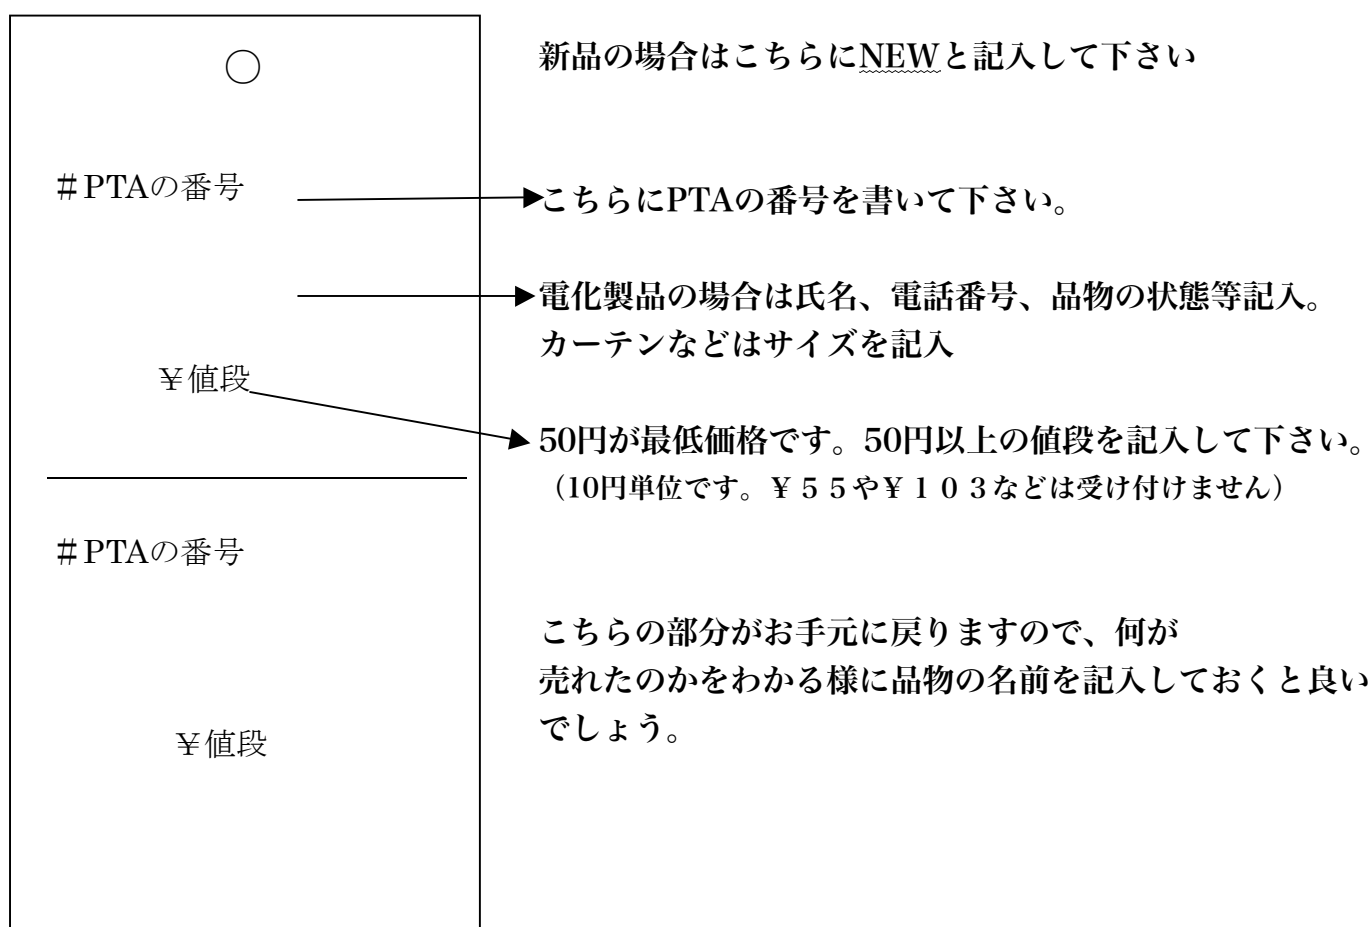 新品の場合はこちらにNEWと記入して下さい
＃PTAの番号
こちらにPTAの番号を書いて下さい。
電化製品の場合は氏名、電話番号、品物の状態等記入。
カーテンなどはサイズを記入
￥値段
50円が最低価格です。50円以上の値段を記入して下さい。
（10円単位です。￥５５や￥１０３などは受け付けません）
＃PTAの番号
こちらの部分がお手元に戻りますので、何が
売れたのかをわかる様に品物の名前を記入しておくと良い
でしょう。
￥値段